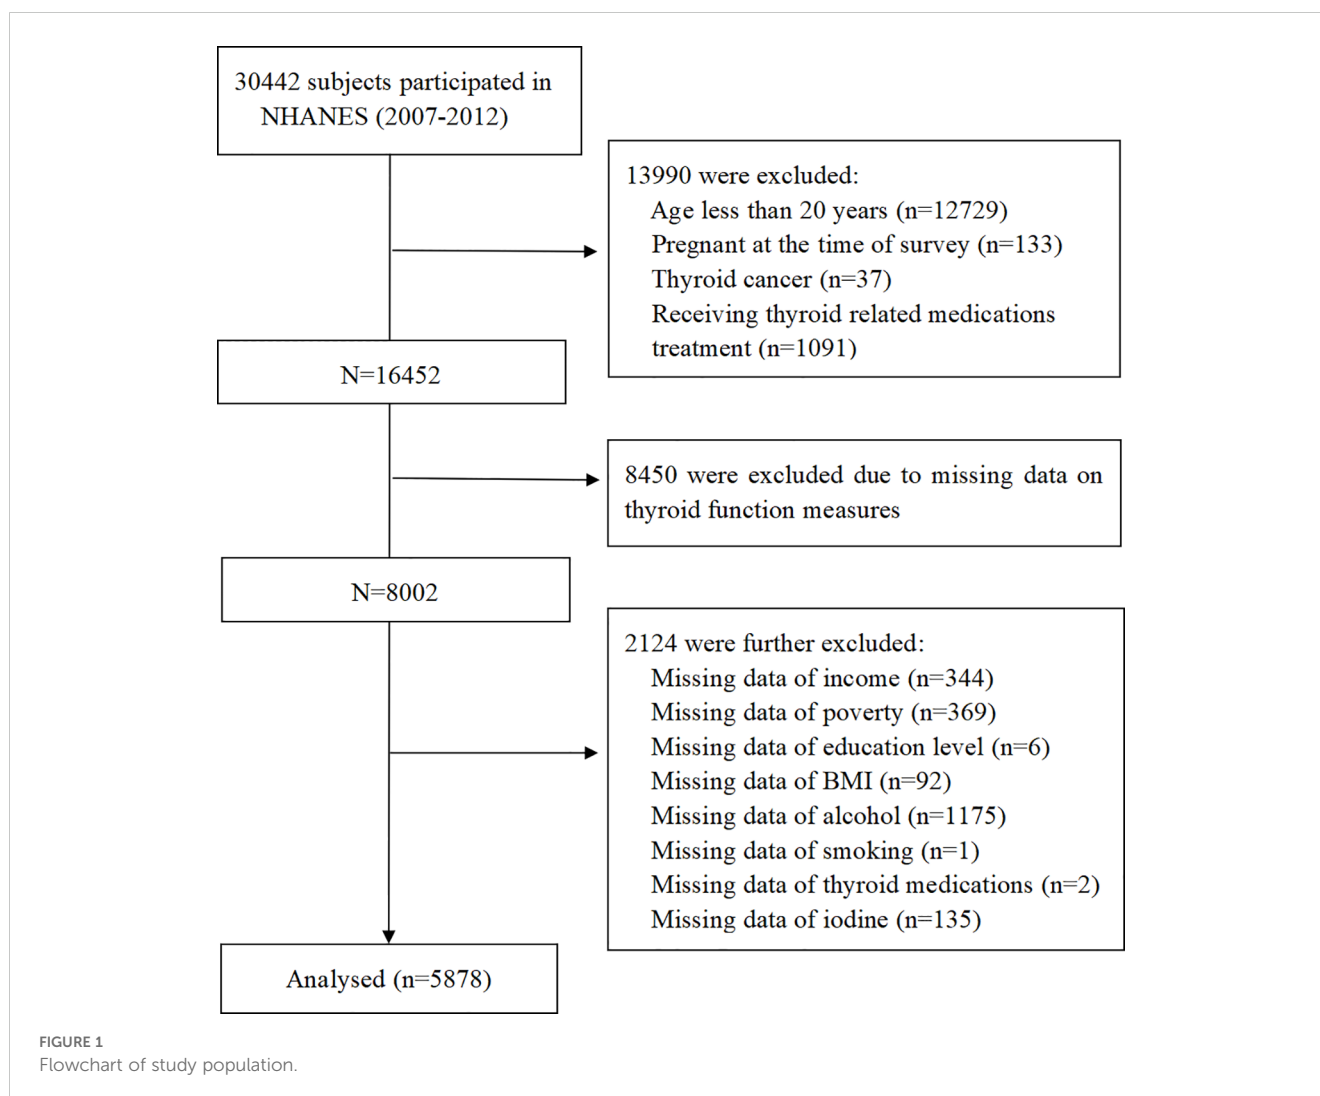 30442 subjects participated in
NHANES (2007-2012)
13990 were excluded:
Age less than 20 years (n=12729)
Pregnant at the time of survey (n=133)
Thyroid cancer (n=37)
Receiving thyroid related medications
treatment (n=1091)
N=16452
8450 were excluded due to missing data on
thyroid function measures
N=8002
2124 were further excluded:
Missing data of income (n=344)
Missing data of poverty (n=369)
Missing data of education level (n=6)
Missing data of BMI (n=92)
Missing data of alcohol (n=1175)
Missing data of smoking (n=1)
Missing data of thyroid medications (n=2)
Missing data of iodine (n=135)
Analysed (n=5878)
FIGURE 1
Flowchart of study population.